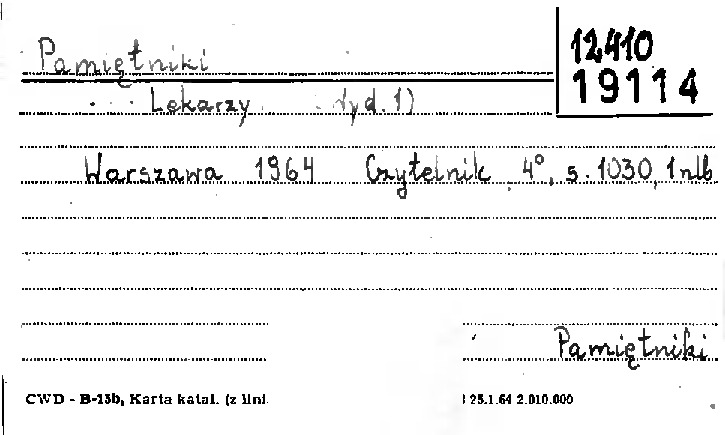 Pamiętniki
12410
19114
Lekarzy wyd. 1)
Warszawa 1964 Czytelnik 4°, s. 1030, 1 nlb
Pamiętniki
CWD - B-15b, Karta katal. (z lini. 25.1.64 2.010.000